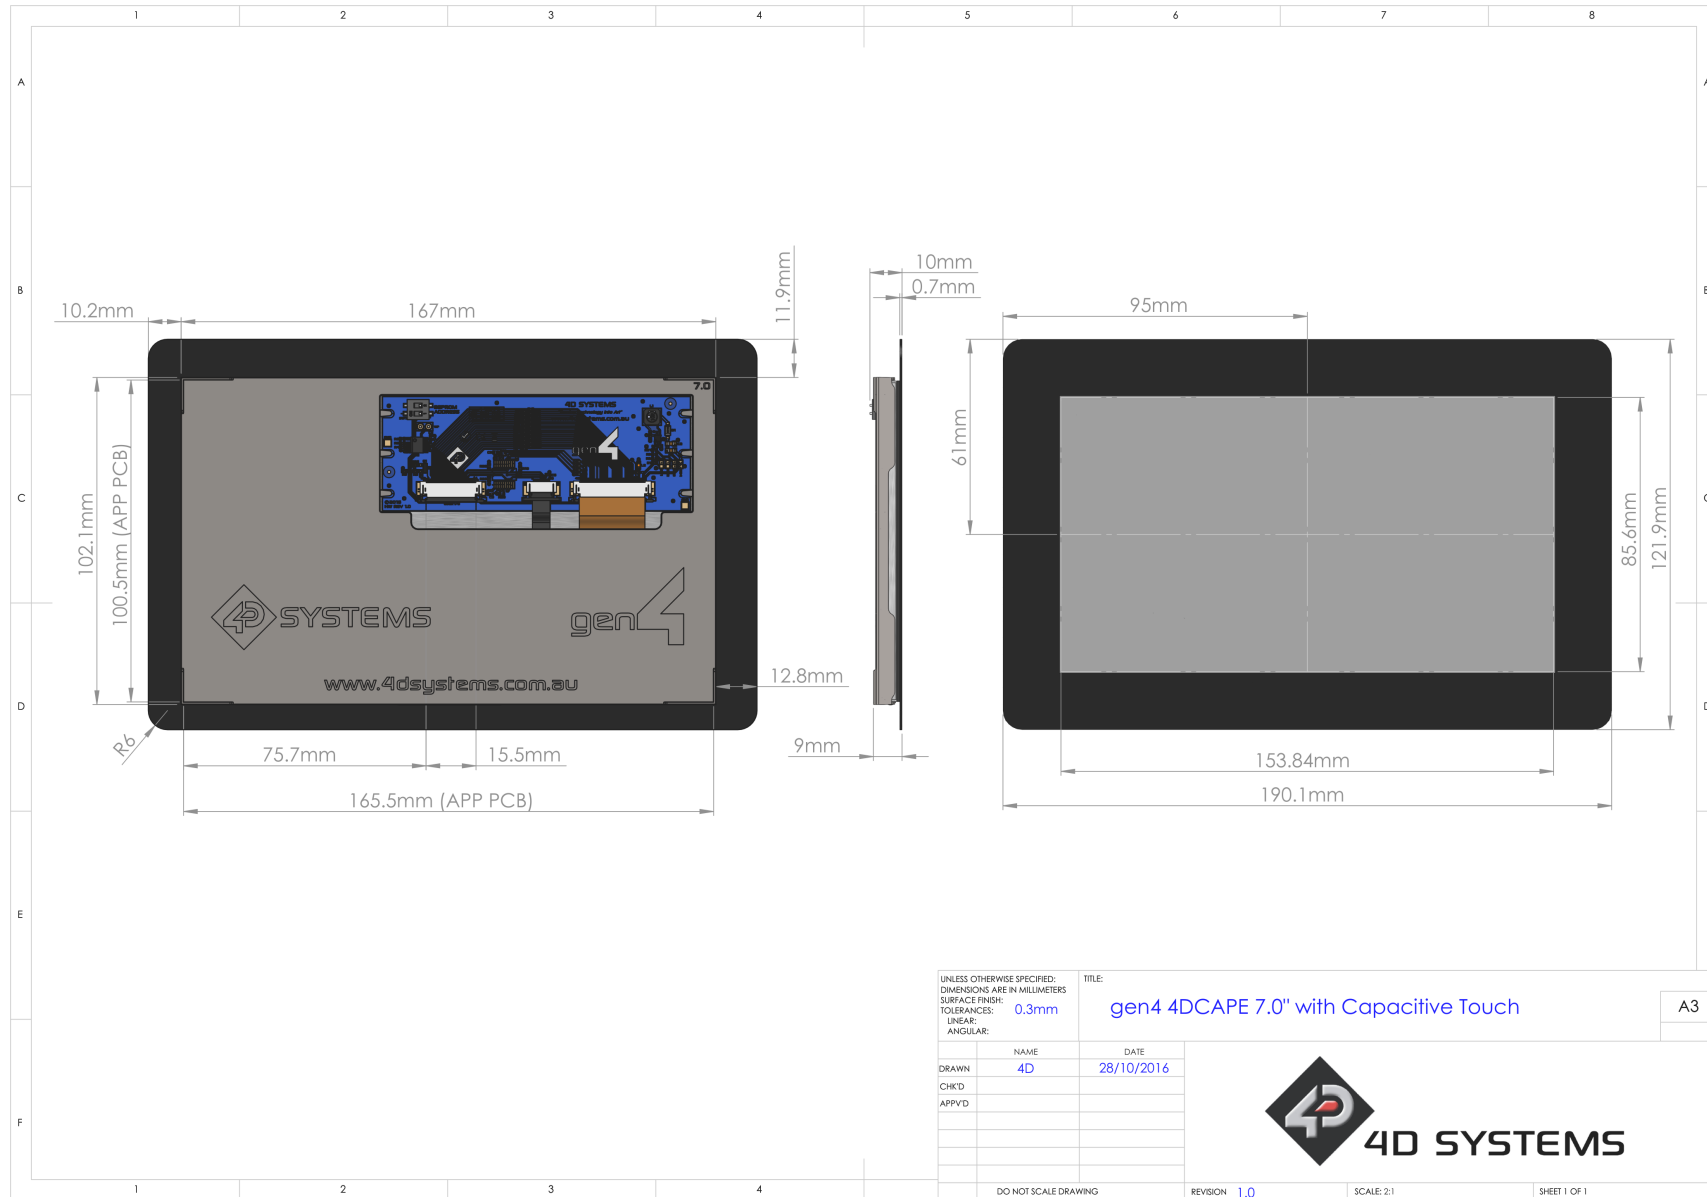 1 2 3 4 5 6 7 8
A
B
C
D
E
F
10.2mm
167mm
11.9mm
102.1mm
100.5mm (APP PCB)
7.0
4D SYSTEMS
4D SYSTEMS
gen4
www.4dsystems.com.au
12.8mm
R6
75.7mm
15.5mm
165.5mm (APP PCB)
10mm
0.7mm
9mm
95mm
61mm
85.6mm
121.9mm
153.84mm
190.1mm
UNLESS OTHERWISE SPECIFIED:
DIMENSIONS ARE IN MILLIMETERS
SURFACE FINISH:
TOLERANCES: 0.3mm
LINEAR:
ANGULAR:
TITLE:
gen4 4DCAPE 7.0" with Capacitive Touch
A3
NAME DATE
DRAWN 4D 28/10/2016
CHK'D
APPV'D
4D SYSTEMS
DO NOT SCALE DRAWING
REVISION 1.0
SCALE: 2:1
SHEET 1 OF 1
1 2 3 4